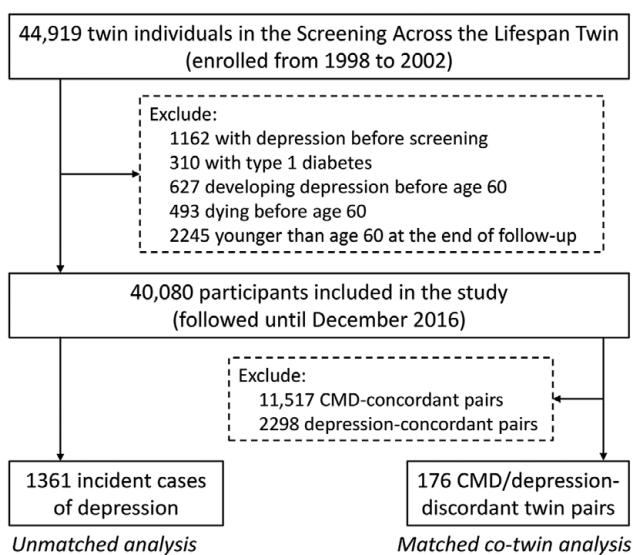 44,919 twin individuals in the Screening Across the Lifespan Twin
(enrolled from 1998 to 2002)
Exclude:
1162 with depression before screening
310 with type 1 diabetes
627 developing depression before age 60
493 dying before age 60
2245 younger than age 60 at the end of follow-up
40,080 participants included in the study
(followed until December 2016)
Exclude:
11,517 CMD-concordant pairs
2298 depression-concordant pairs
1361 incident cases
of depression
Unmatched analysis
176 CMD/depression-
discordant twin pairs
Matched co-twin analysis